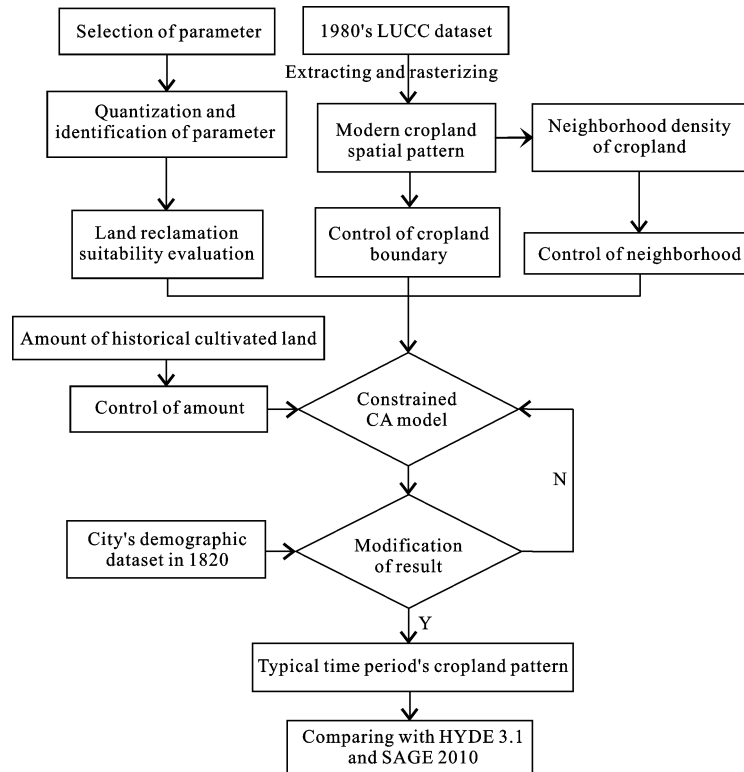 Selection of parameter
1980's LUCC dataset
Extracting and rasterizing
Quantization and
identification of parameter
Modern cropland
spatial pattern
Neighborhood density
of cropland
Land reclamation
suitability evaluation
Control of cropland
boundary
Control of neighborhood
Amount of historical cultivated land
Control of amount
Constrained
CA model
N
City's demographic
dataset in 1820
Modification
of result
Y
Typical time period's cropland pattern
Comparing with HYDE 3.1
and SAGE 2010